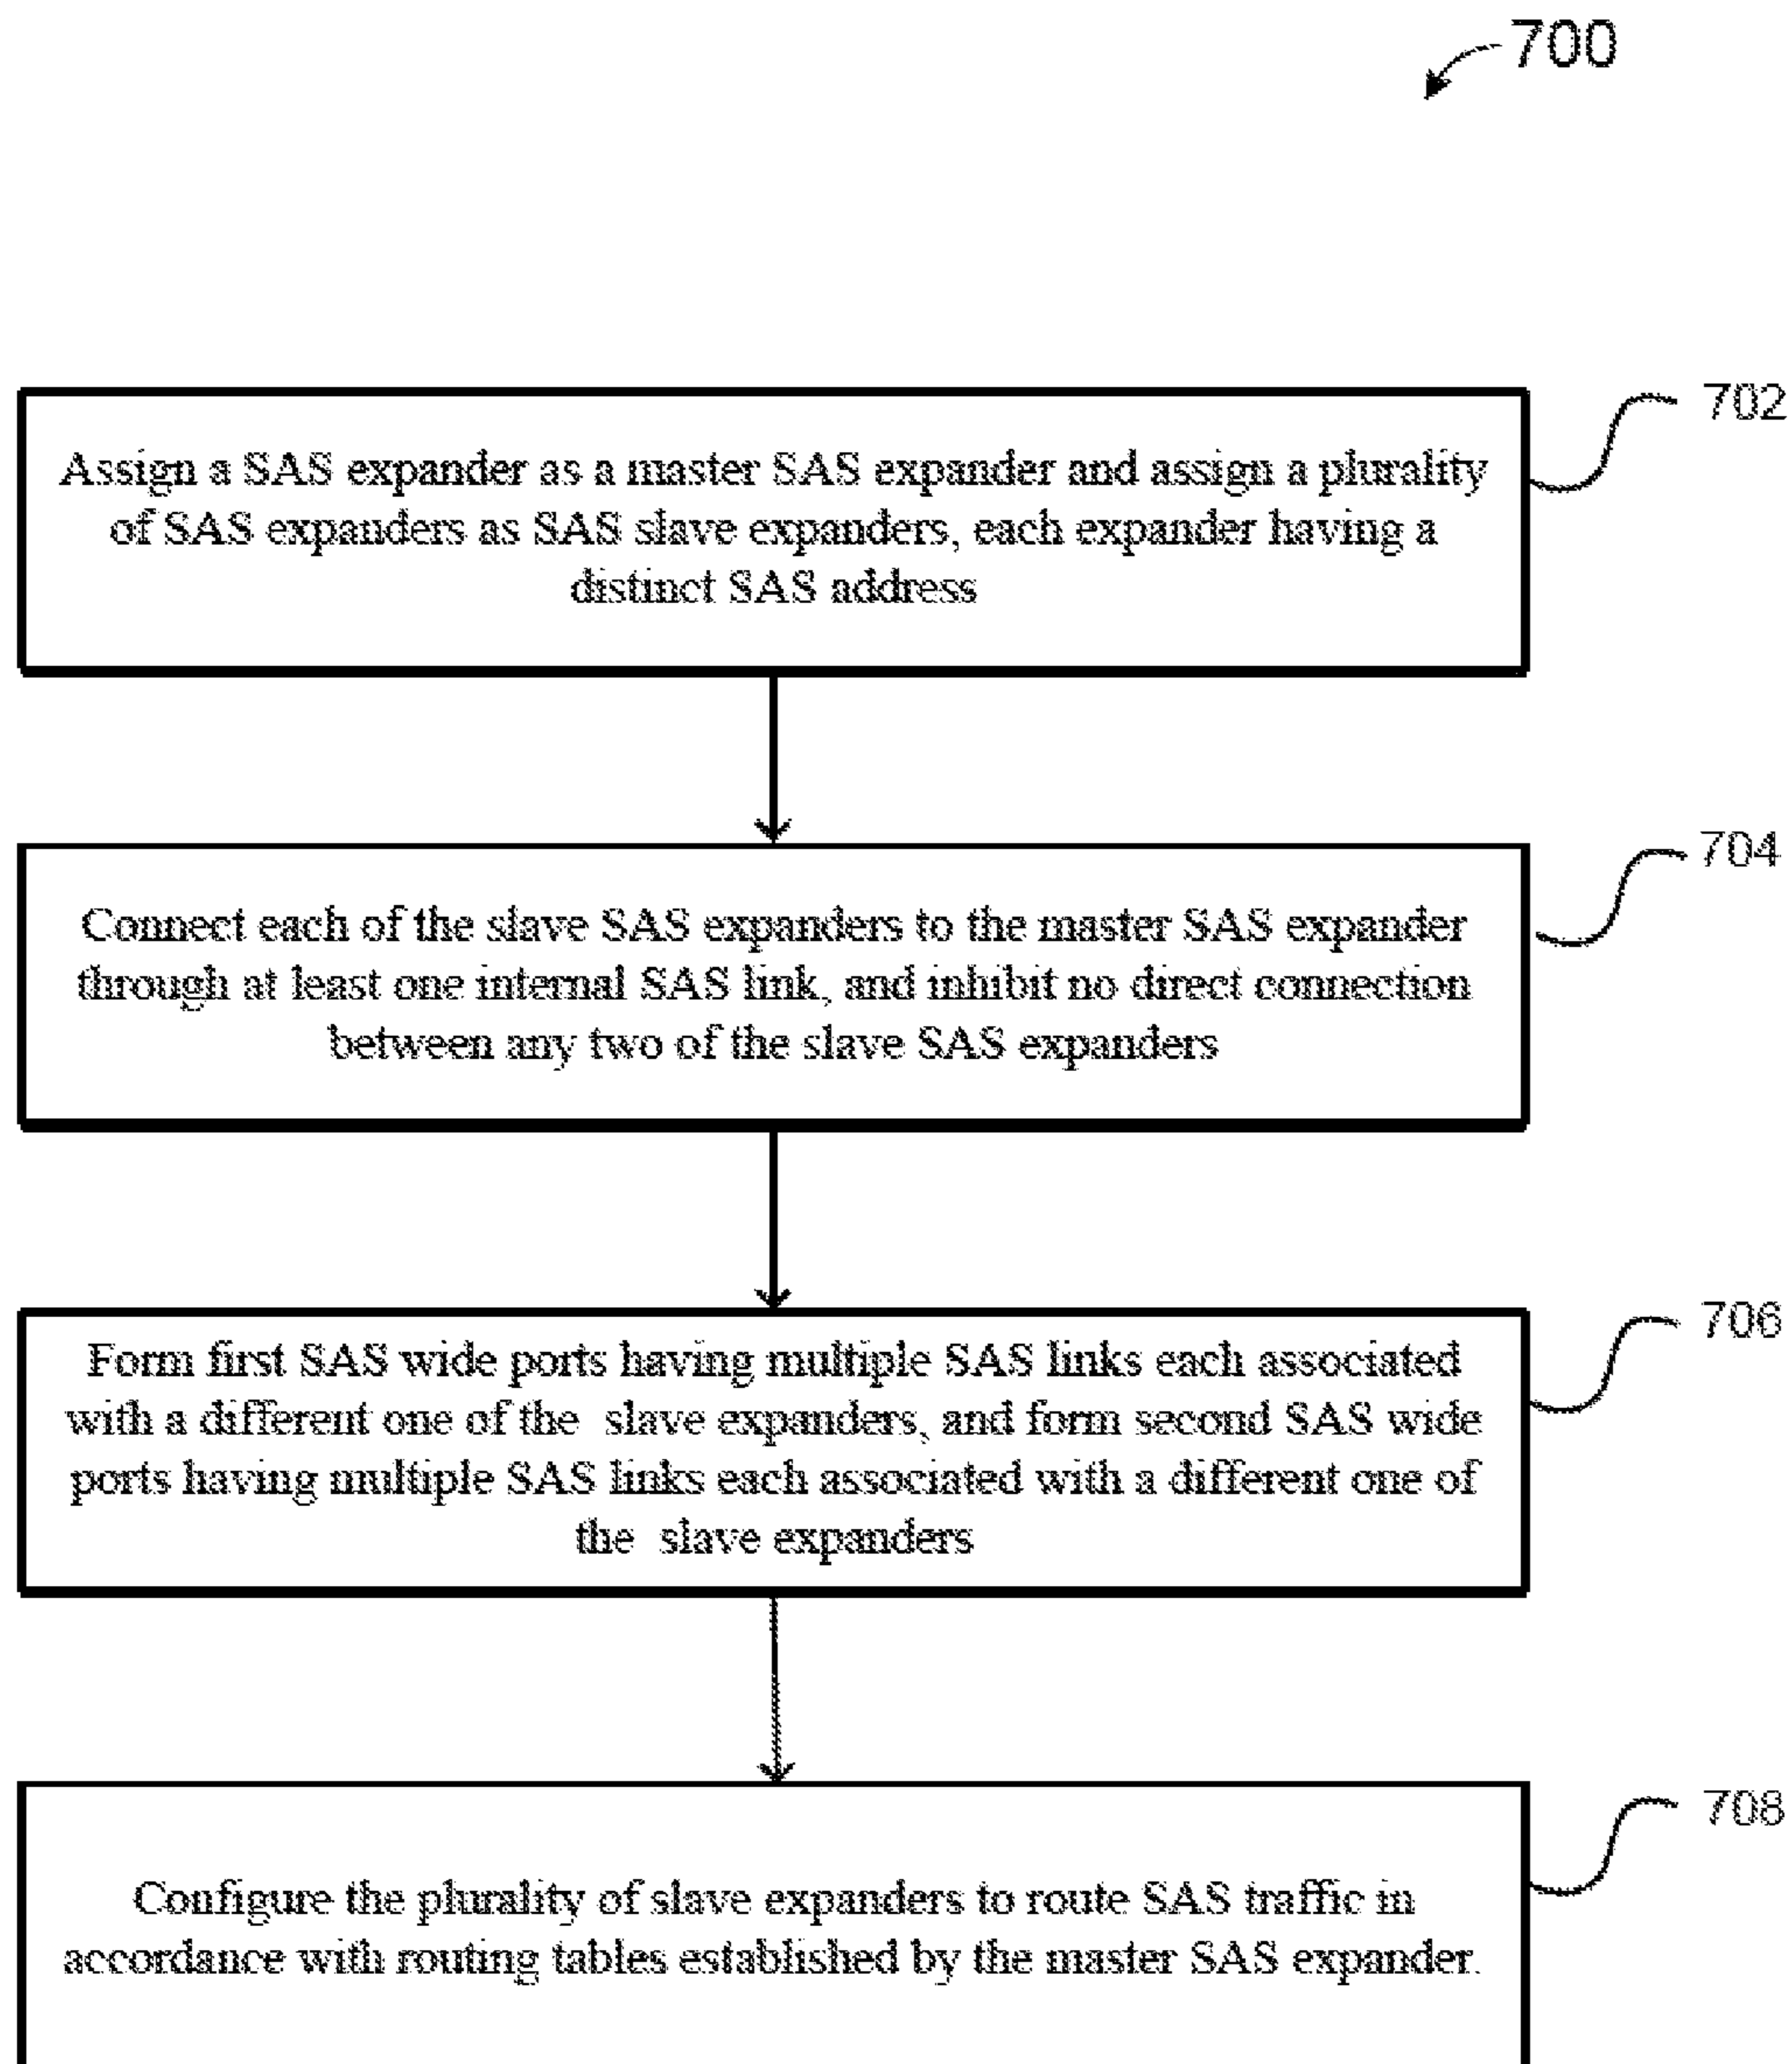 700
Assign a SAS expander as a master SAS expander and assign a plurality
of SAS expanders as SAS slave expanders, each expander having a
distinct SAS address
702
Connect each of the slave SAS expanders to the master SAS expander
through at least one internal SAS link, and inhibit no direct connection
between any two of the slave SAS expanders
704
Form first SAS wide ports having multiple SAS links each associated
with a different one of the slave expanders, and form second SAS wide
ports having multiple SAS links each associated with a different one of
the slave expanders
706
Configure the plurality of slave expanders to route SAS traffic in
accordance with routing tables established by the master SAS expander.
708